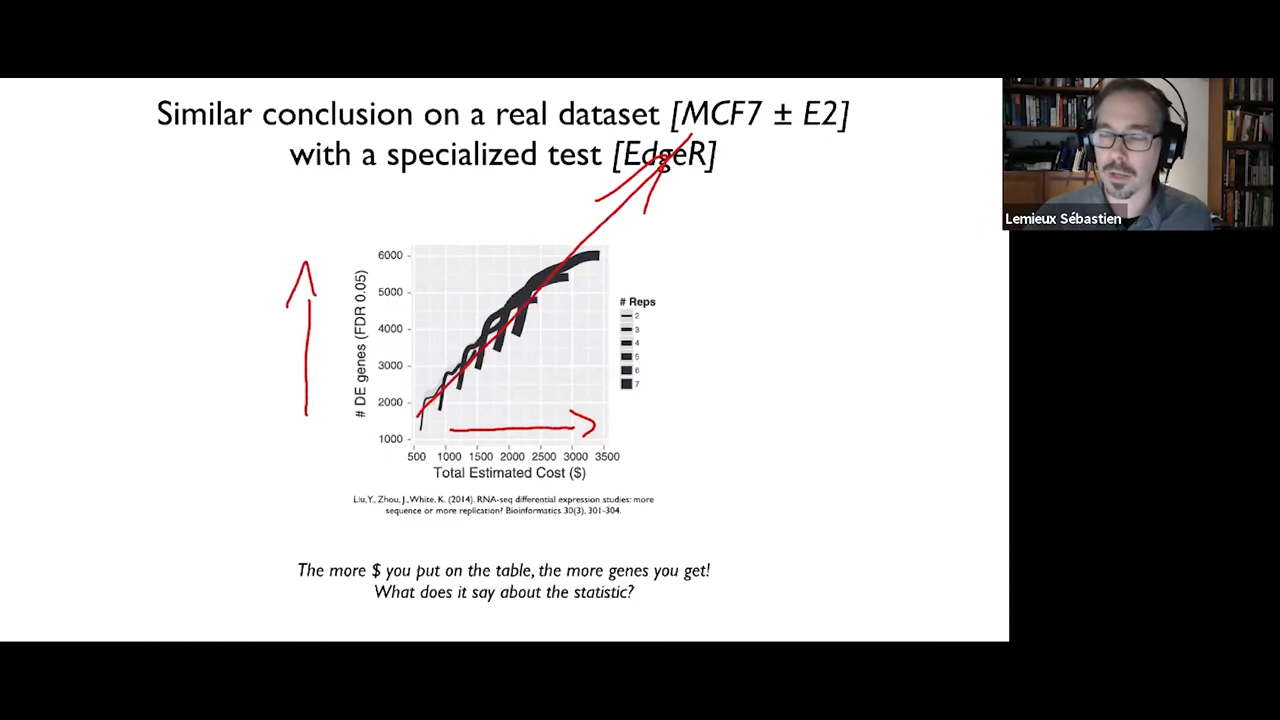 Similar conclusion on a real dataset [MCF7 ± E2]
with a specialized test [EdgeR]
Lemieux Sébastien
# DE genes (FDR 0.05)
6000
5000
4000
3000
2000
1000
500 1000 1500 2000 2500 3000 3500
Total Estimated Cost ($)
# Reps
2
3
4
5
6
7
Liu, Y., Zhou, J., White, K. (2014). RNA-seq differential expression studies: more
sequence or more replication? Bioinformatics 30(3), 301-304.
The more $ you put on the table, the more genes you get!
What does it say about the statistic?